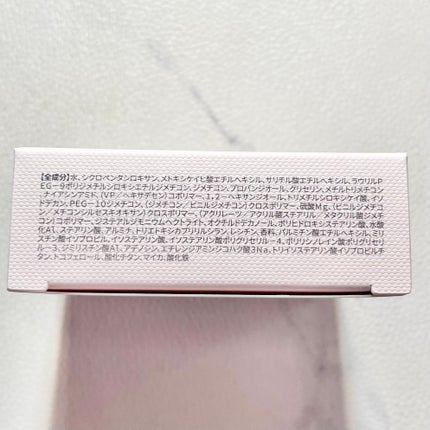 【全成分】水、シクロペンタシロキサン、メトキシケイヒ酸エチルヘキシル、サリチル酸エチルヘキシル、ラウリルP
EG－9ポリジメチルシロキシエチルジメチコン、ジメチコン、プロパンジオール、グリセリン、メチルトリメチコン
、ナイアシンアミド、（VP／ヘキサデセン）コポリマー、1，2－ヘキサンジオール、トリメチルシロキシケイ酸、イソ
ドデカン、PEG－10ジメチコン、（ジメチコン／ビニルジメチコン）クロスポリマー、硫酸Mg、（ビニルジメチコ
ン／メチコンシルセスキオキサン）クロスポリマー、（アクリレーツ／アクリル酸ステアリル／メタクリル酸ジメチ
コン）コポリマー、ジステアルジモニウムヘクトライト、オクチルドデカノール、ポリヒドロキシステアリン酸、水酸
化Al、ステアリン酸、アルミナ、トリエトキシカプリリルシラン、レシチン、香料、パルミチン酸エチルヘキシル、ミリ
スチン酸イソプロピル、イソステアリン酸、イソステアリン酸ポリグリセリル－4、ポリリシノレイン酸ポリグリセリ
ル－3、ジミリスチン酸Al、アデノシン、エチレンジアミンジコハク酸3Na、トリイソステアリン酸イソプロピルチ
タン、トコフェロール、酸化チタン、マイカ、酸化鉄